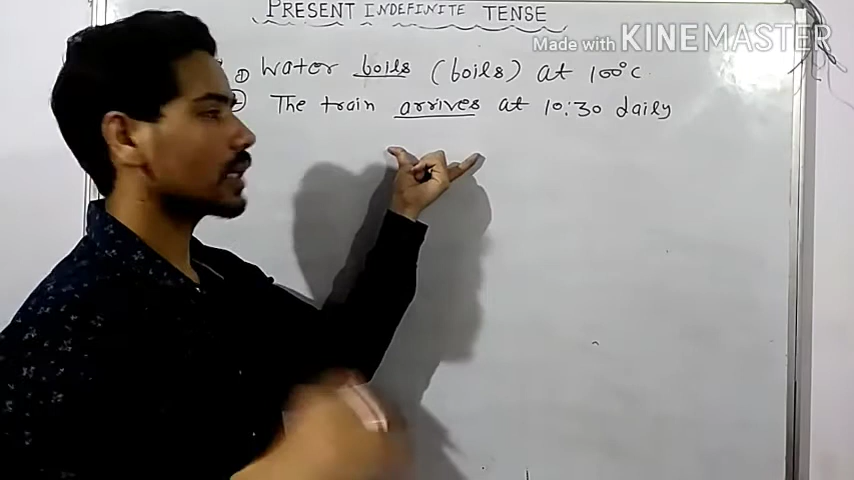 PRESENT INDEFINITE TENSE
Made with KINEMASTER
① Water boils (boils) at 100°C.
The train arrives at 10:30 daily